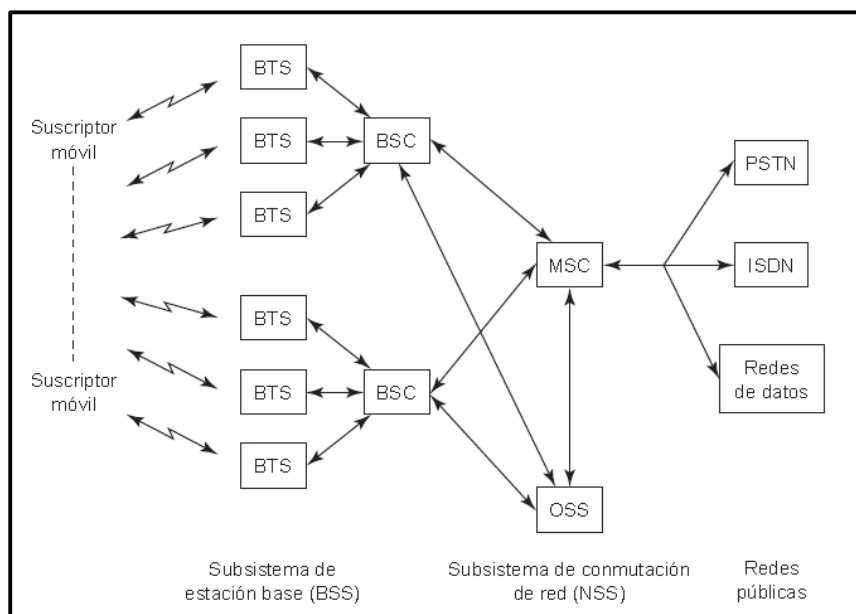 BTS
Suscriptor
móvil
BTS
BSC
PSTN
BTS
MSC
ISDN
BTS
Redes
de datos
Suscriptor
móvil
BTS
BSC
BTS
OSS
Subsistema de
estación base (BSS)
Subsistema de conmutación
de red (NSS)
Redes
públicas